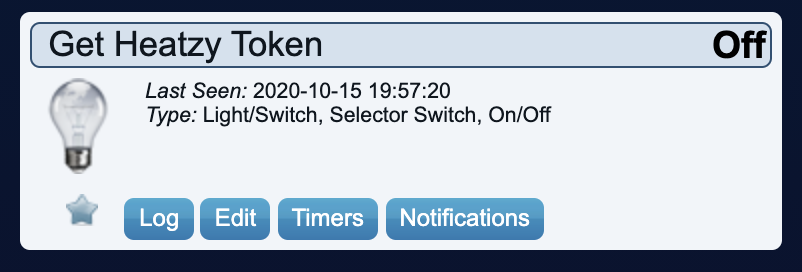 Get Heatzy Token Off
Last Seen: 2020-10-15 19:57:20
Type: Light/Switch, Selector Switch, On/Off
Log Edit Timers Notifications